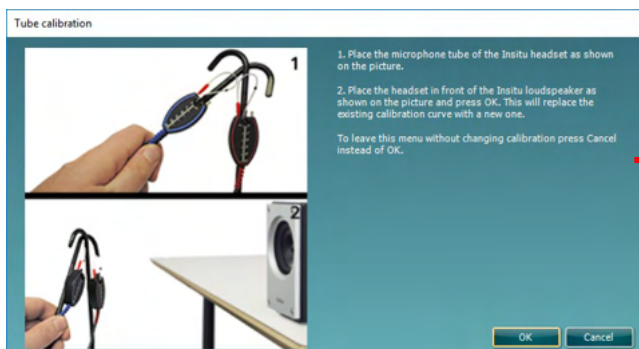 Tube calibration
1
1. Place the microphone tube of the Insitu headset as shown
on the picture.
2. Place the headset in front of the Insitu loudspeaker as
shown on the picture and press OK. This will replace the
existing calibration curve with a new one.
To leave this menu without changing calibration press Cancel
instead of OK.
2
OK Cancel